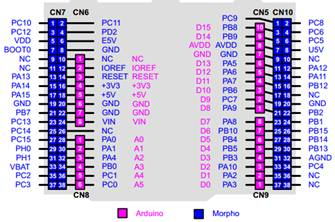 CN7 CN6 CN5 CN10
PC10 PC11 PC9 PC8
PC12 PD2 D15 PB8 PC6
VDD E5V D14 PB9 PC5
BOOT0 GND AVDD AVDD U5V
NC NC NC GND GND NC
NC IOREF IOREF D13 PA5 PA12
PA13 RESET RESET D12 PA6 PA11
PA14 +3V3 +3V3 D11 PA7 PB12
PA15 +5V +5V D10 PB6 NC
GND GND GND D9 PC7 GND
PB7 GND GND D8 PA9 PB2
PC13 VIN VIN D7 PA8 PB1
PC14 NC D6 PB10 PB15
PC15 PA0 A0 D5 PB4 PB14
PH0 PA1 A1 D4 PB5 PB13
PH1 PA4 A2 D3 PB3 AGND
VBAT PB0 A3 D2 PA10 PC4
PC2 PC1 A4 D1 PA2 NC
PC3 PC0 A5 D0 PA3 NC
CN8 CN9
Arduino Morpho